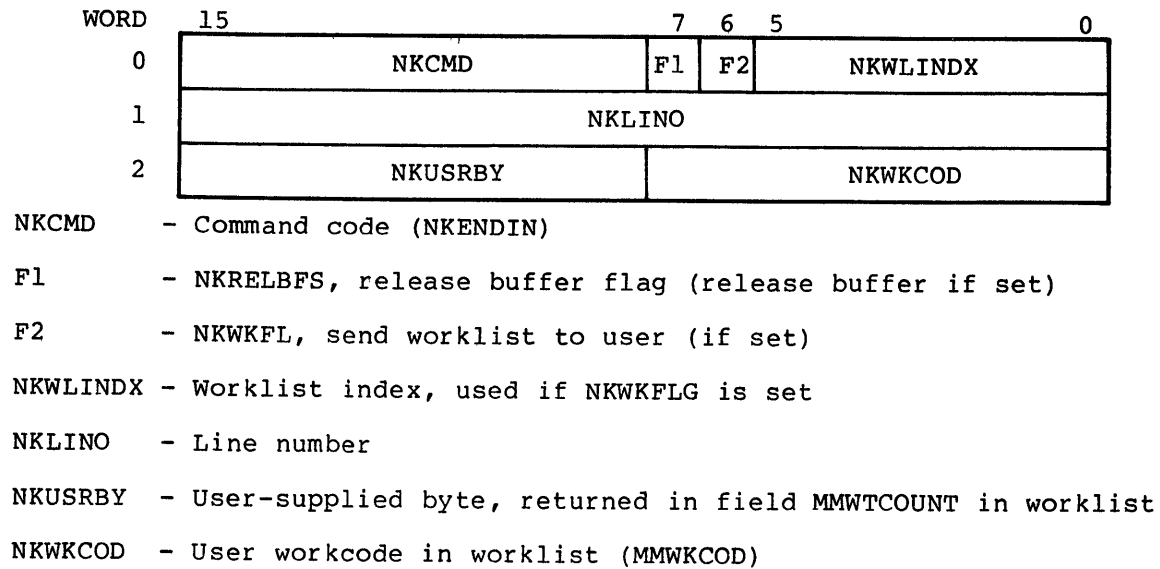 WORD 15 7 6 5 0
0 NKCMD F1 F2 NKWLINDX
1 NKLINO
2 NKUSRBY NKWKCOD
NKCMD - Command code (NKENDIN)
F1 - NKRELBFS, release buffer flag (release buffer if set)
F2 - NKWKFL, send worklist to user (if set)
NKWLINDX - Worklist index, used if NKWKFLG is set
NKLINO - Line number
NKUSRBY - User-supplied byte, returned in field MMWTCOUNT in worklist
NKWKCOD - User workcode in worklist (MMWKCOD)